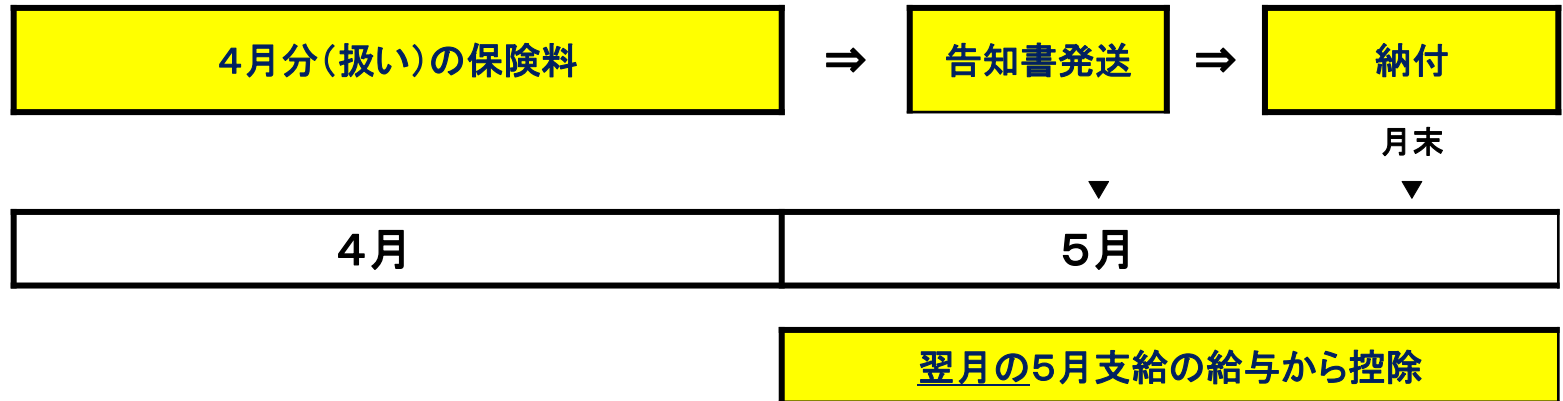 ４月分（扱い）の保険料 ⇒ 告知書発送 ⇒ 納付
月末
▼ ▼
４月 ５月
翌月の５月支給の給与から控除